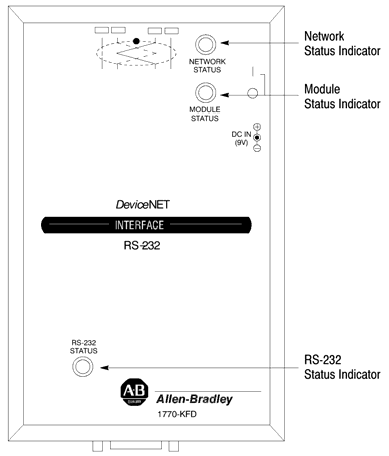 Network
Status Indicator
NETWORK
STATUS
Module
Status Indicator
MODULE
STATUS
DC IN
(9V)
DeviceNET
INTERFACE
RS-232
RS-232
STATUS
RS-232
Status Indicator
A-B
Allen-Bradley
1770-KFD